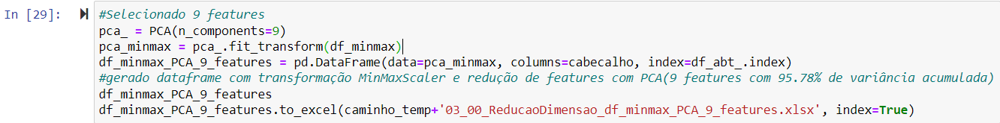 In [29]:
#Selecionado 9 features
pca_ = PCA(n_components=9)
pca_minmax = pca_.fit_transform(df_minmax)
df_minmax_PCA_9_features = pd.DataFrame(data=pca_minmax, columns=cabecalho, index=df_abt_.index)
#gerado dataframe com transformação MinMaxScaler e redução de features com PCA(9 features com 95.78% de variância acumulada)
df_minmax_PCA_9_features
df_minmax_PCA_9_features.to_excel(caminho_temp+'03_00_ReducaoDimensao_df_minmax_PCA_9_features.xlsx', index=True)